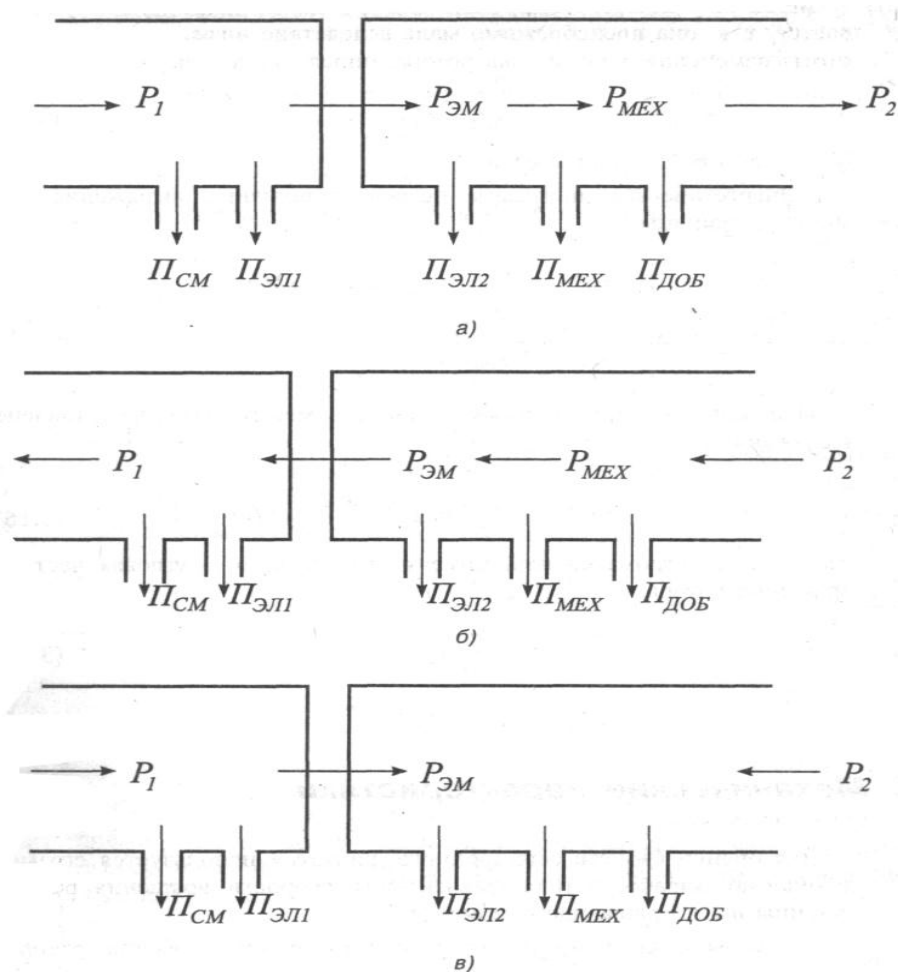 P1 PЭМ PМЕХ P2
ПСМ ПЭЛ1 ПЭЛ2 ПМЕХ ПДОБ
а)
P1 PЭМ PМЕХ P2
ПСМ ПЭЛ1 ПЭЛ2 ПМЕХ ПДОБ
б)
P1 PЭМ P2
ПСМ ПЭЛ1 ПЭЛ2 ПМЕХ ПДОБ
в)